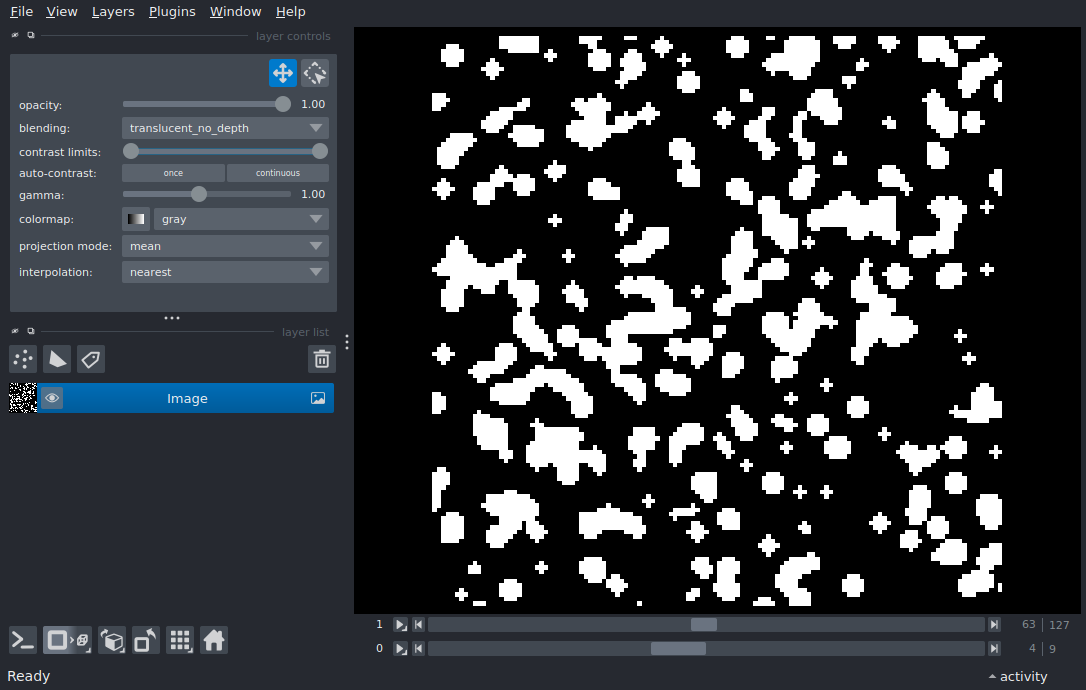 File View Layers Plugins Window Help
layer controls
opacity: 1.00
blending: translucent_no_depth
contrast limits:
auto-contrast: once continuous
gamma: 1.00
colormap: gray
projection mode: mean
interpolation: nearest
layer list
Image
1 63 127
0 4 9
Ready activity